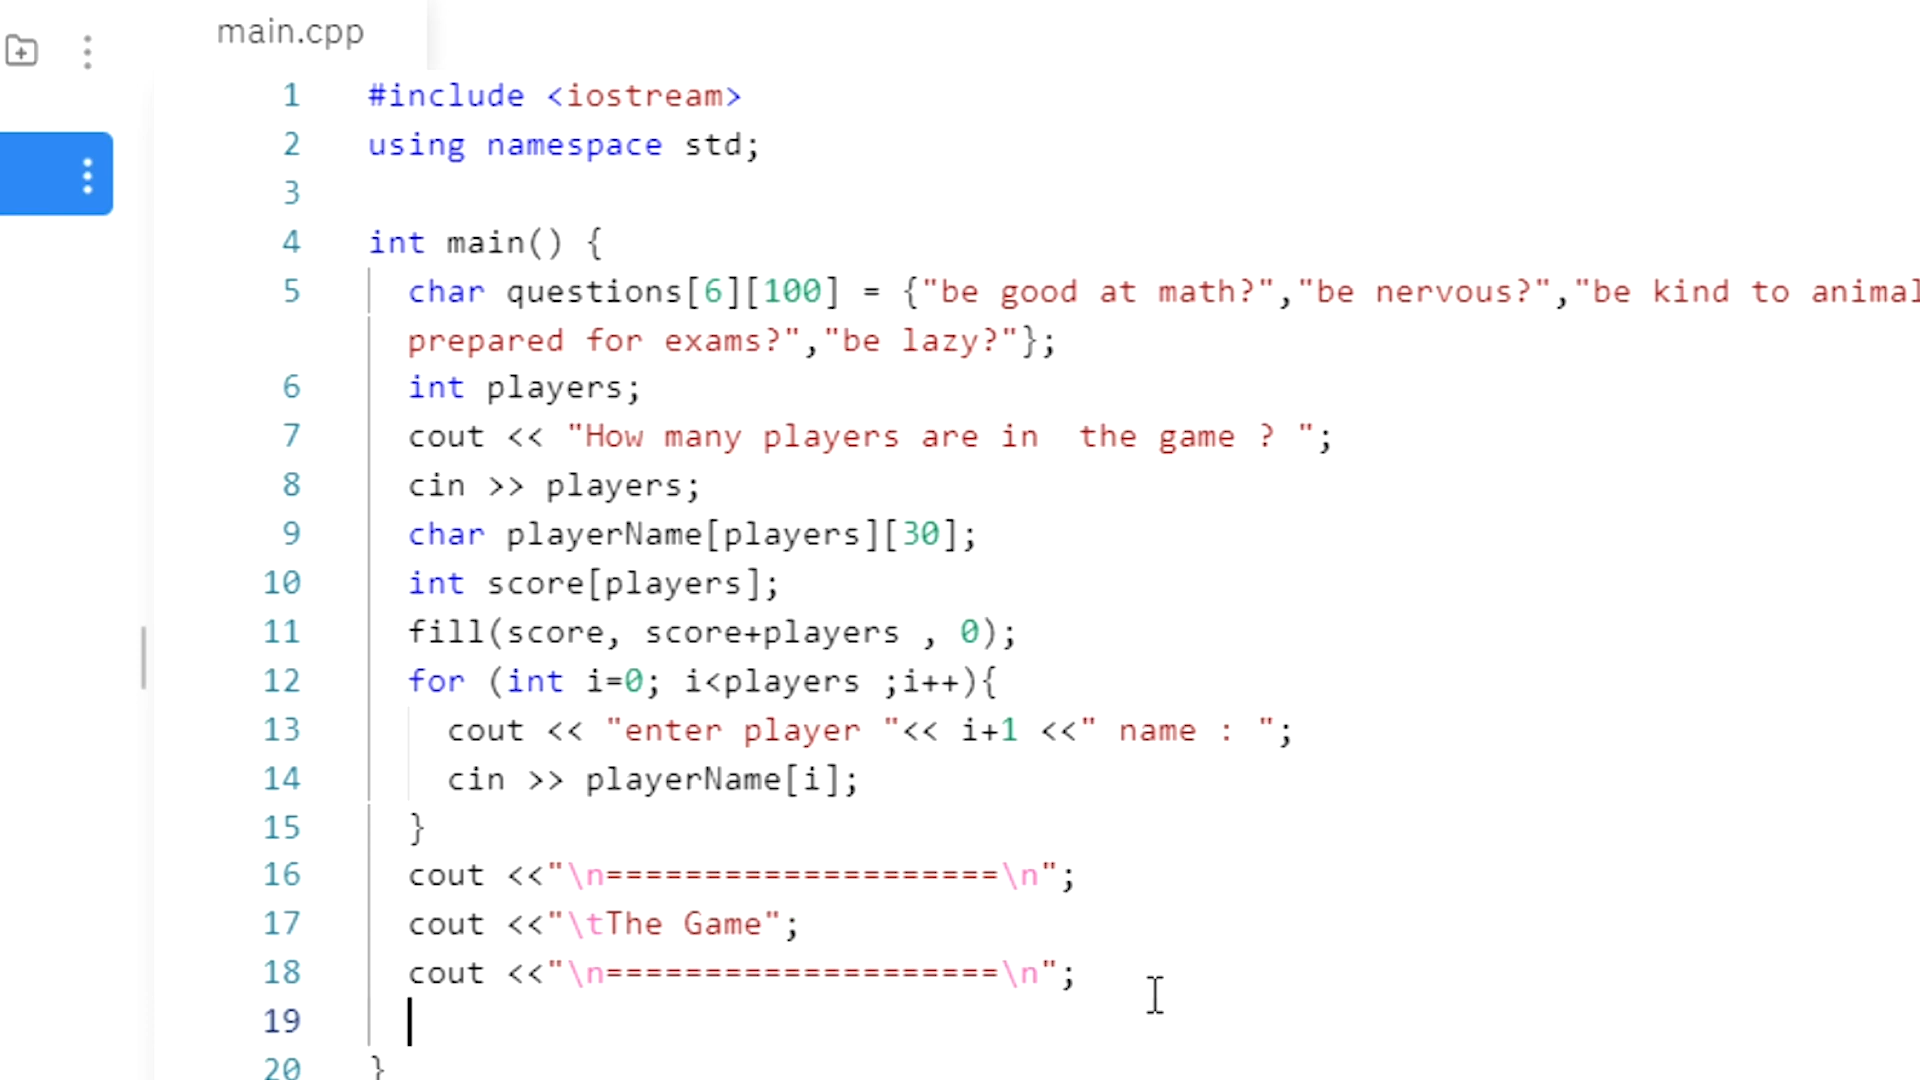 main.cpp
1 #include <iostream>
2 using namespace std;
3
4 int main() {
5 char questions[6][100] = {"be good at math?","be nervous?","be kind to animal
prepared for exams?","be lazy?"};
6 int players;
7 cout << "How many players are in  the game ? ";
8 cin >> players;
9 char playerName[players][30];
10 int score[players];
11 fill(score, score+players , 0);
12 for (int i=0; i<players ;i++){
13 cout << "enter player "<< i+1 <<" name : ";
14 cin >> playerName[i];
15 }
16 cout <<"\n====================\n";
17 cout <<"\tThe Game";
18 cout <<"\n====================\n";
19
20 }